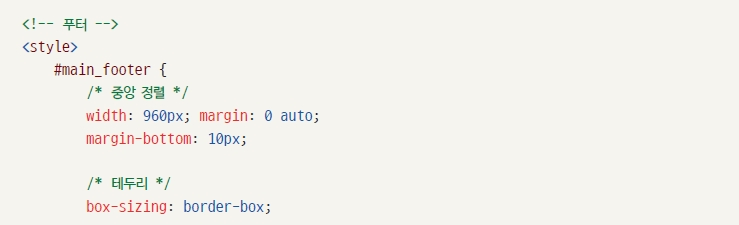 <!-- 푸터 -->
<style>
    #main_footer {
        /* 중앙 정렬 */
        width: 960px; margin: 0 auto;
        margin-bottom: 10px;

        /* 테두리 */
        box-sizing: border-box;